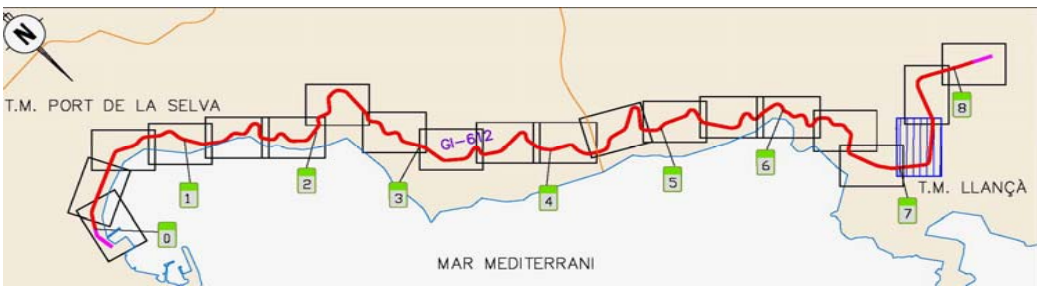 N
T.M. PORT DE LA SELVA
GI-612
0
1
2
3
4
5
6
7
8
T.M. LLANÇÀ
MAR MEDITERRANI